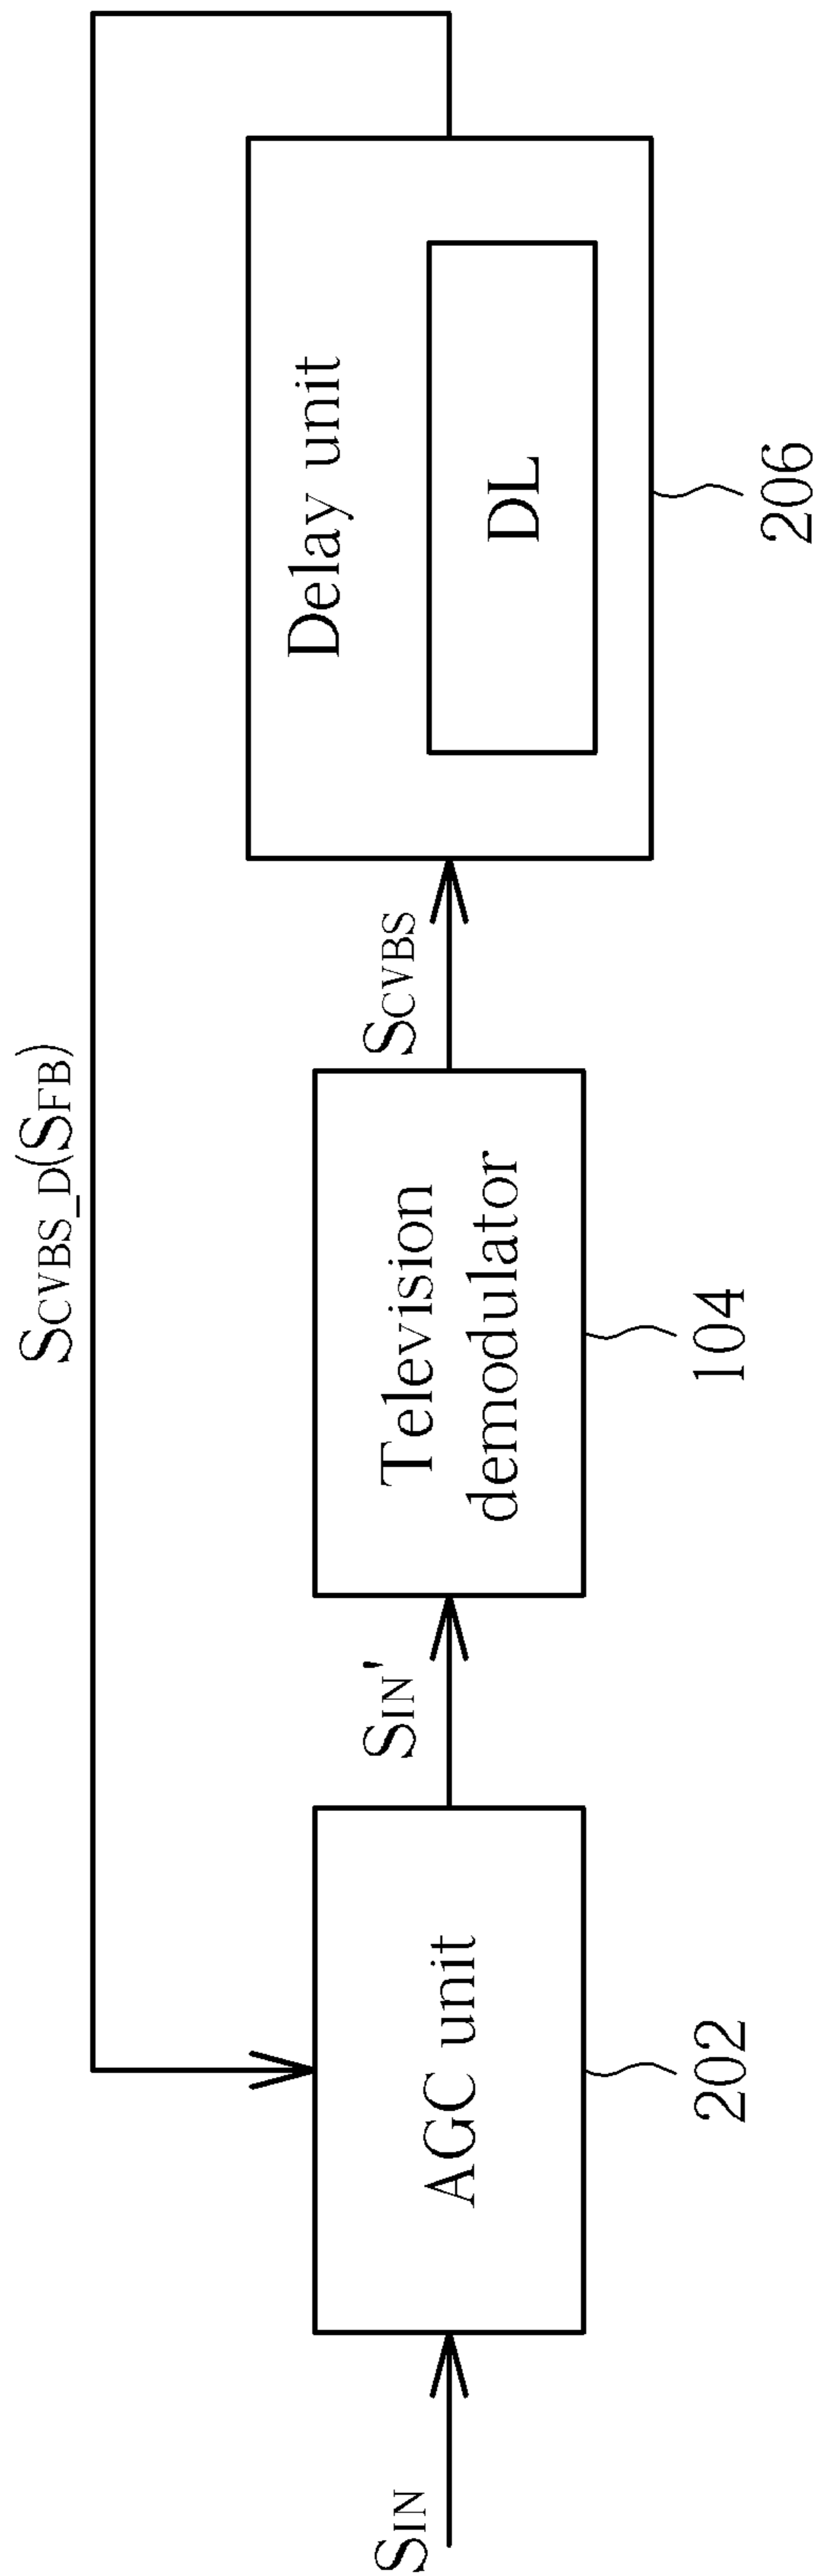 SCVBS_D(SFB)
SIN
AGC unit
202
SIN'
Television
demodulator
104
SCVBS
Delay unit
DL
206